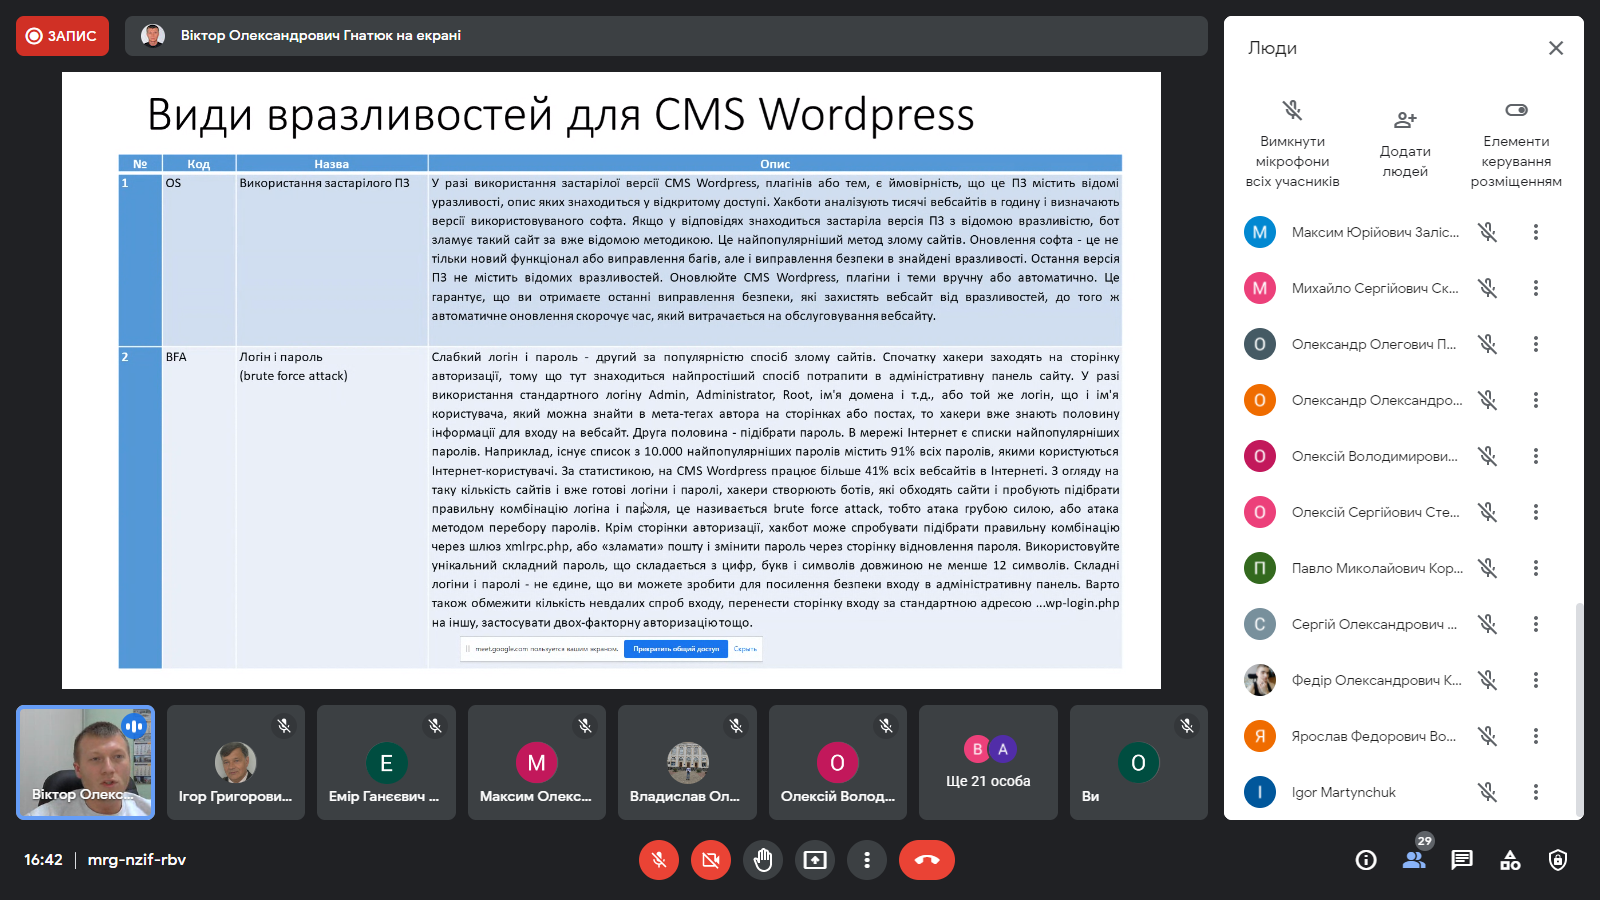 ЗАПИС
Віктор Олександрович Гнатюк на екрані
Види вразливостей для CMS Wordpress
№ Код Назва Опис
1 OS Використання застарілого ПЗ
У разі використання застарілої версії CMS Wordpress, плагінів або тем, є ймовірність, що це ПЗ містить відомі
уразливості, опис яких знаходиться у відкритому доступі. Хакботи аналізують тисячі вебсайтів в годину і визначають
версії використовуваного софта. Якщо у відповідях знаходиться застаріла версія ПЗ з відомою вразливістю, бот
зламує такий сайт за вже відомою методикою. Це найпопулярніший метод злому сайтів. Оновлення софта - це не
тільки новий функціонал або виправлення багів, але і виправлення безпеки в знайдені вразливості. Остання версія
ПЗ не містить відомих вразливостей. Оновлюйте CMS Wordpress, плагіни і теми вручну або автоматично. Це
гарантує, що ви отримаєте останні виправлення безпеки, які захистять вебсайт від вразливостей, до того ж
автоматичне оновлення скорочує час, який витрачається на обслуговування вебсайту.
2 BFA Логін і пароль
(brute force attack)
Слабкий логін і пароль - другий за популярністю спосіб злому сайтів. Спочатку хакери заходять на сторінку
авторизації, тому що тут знаходиться найпростіший спосіб потрапити в адміністративну панель сайту. У разі
використання стандартного логіну Admin, Administrator, Root, ім'я домена і т.д., або той же логін, що і ім'я
користувача, який можна знайти в мета-тегах автора на сторінках або постах, то хакери вже знають половину
інформації для входу на вебсайт. Друга половина - підібрати пароль. В мережі Інтернет є списки найпопулярніших
паролів. Наприклад, існує список з 10.000 найпопулярніших паролів містить 91% всіх паролів, якими користуються
Інтернет-користувачі. За статистикою, на CMS Wordpress працює більше 41% всіх вебсайтів в Інтернеті. З огляду на
таку кількість сайтів і вже готові логіни і паролі, хакери створюють ботів, які обходять сайти і пробують підібрати
правильну комбінацію логіна і пароля, це називається brute force attack, тобто атака грубою силою, або атака
методом перебору паролів. Крім сторінки авторизації, хакбот може спробувати підібрати правильну комбінацію
через шлюз xmlrpc.php, або «зламати» пошту і змінити пароль через сторінку відновлення пароля. Використовуйте
унікальний складний пароль, що складається з цифр, букв і символів довжиною не менше 12 символів. Складні
логіни і паролі - не єдине, що ви можете зробити для посилення безпеки входу в адміністративну панель. Варто
також обмежити кількість невдалих спроб входу, перенести сторінку входу за стандартною адресою ...wp-login.php
на іншу, застосувати двох-факторну авторизацію тощо.
meet.google.com пользуется вашим экраном. Прекратить общий доступ Скрыть
Люди
Вимкнути
мікрофони
всіх учасників
Додати
людей
Елементи
керування
розміщенням
М Максим Юрійович Заліс...
М Михайло Сергійович Ск...
О Олександр Олегович П...
О Олександр Олександро...
О Олексій Володимирови...
О Олексій Сергійович Сте...
П Павло Миколайович Кор...
С Сергій Олександрович ...
Федір Олександрович К...
Я Ярослав Федорович Во...
I Igor Martynchuk
Віктор Олекс...
Ігор Григорови...
Е
Емір Ганєєвич ...
М
Максим Олекс...
Владислав Ол...
О
Олексій Волод...
В А
Ще 21 особа
О
Ви
16:42 | mrg-nzif-rbv
29